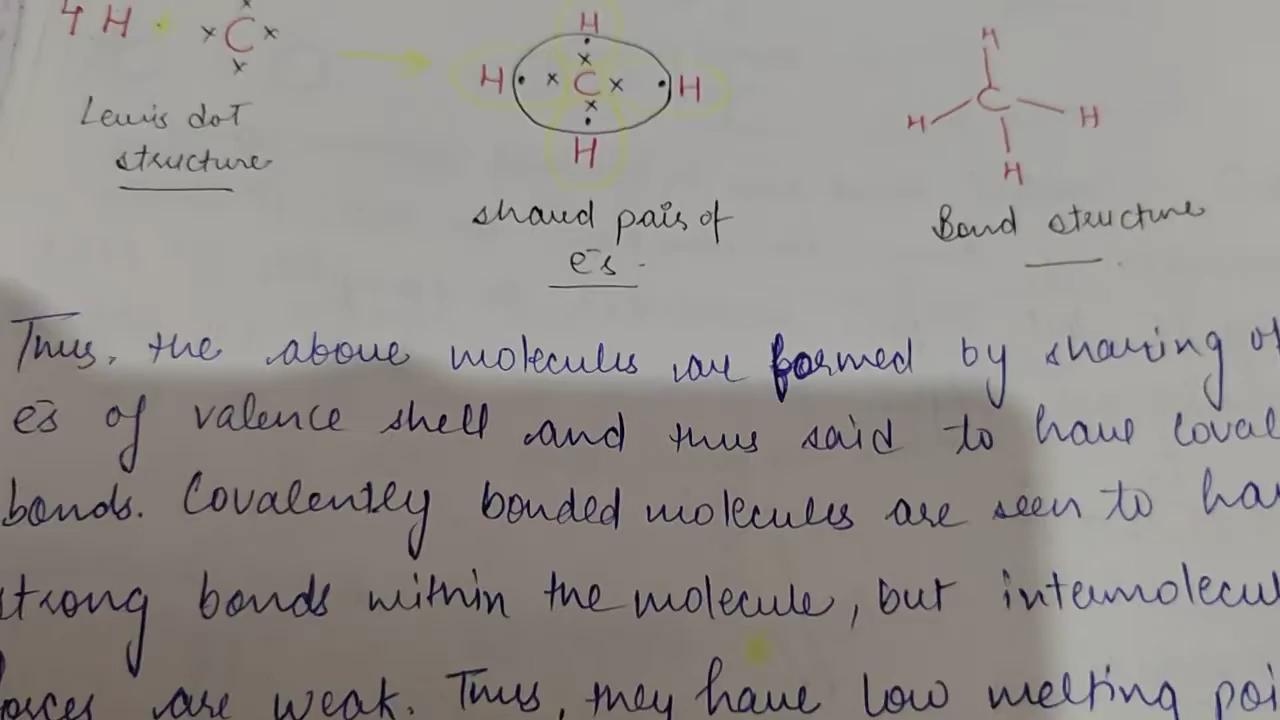 4 H · x C x
x
H
H · x C x · H
H
H
C
H H
H
Lewis dot
structure
shared pairs of
e⁻s.
Bond structure
Thus, the above molecules are formed by sharing of
e⁻s of valence shell and thus said to have coval
bonds. Covalently bonded molecules are seen to ha
strong bonds within the molecule, but intermolecul
forces are weak. Thus, they have low melting poi